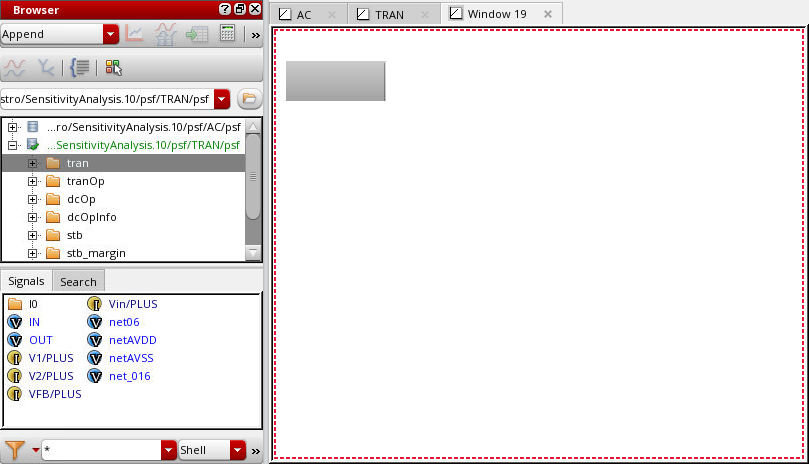 Browser
AC
TRAN
Window 19
Append
»
stro/SensitivityAnalysis.10/psf/TRAN/psf
...ro/SensitivityAnalysis.10/psf/AC/psf
...SensitivityAnalysis.10/psf/TRAN/psf
tran
tranOp
dcOp
dcOpInfo
stb
stb_margin
Signals
Search
I0
IN
OUT
V1/PLUS
V2/PLUS
VFB/PLUS
Vin/PLUS
net06
netAVDD
netAVSS
net_016
*
Shell
»